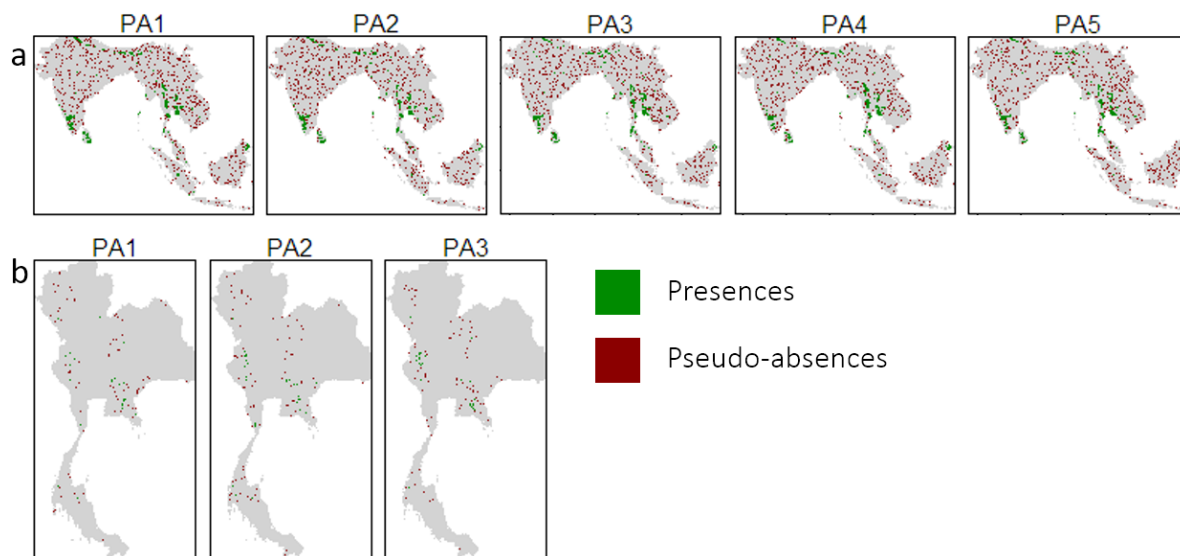 PA1 PA2 PA3 PA4 PA5
a
PA1 PA2 PA3
b
Presences
Pseudo-absences